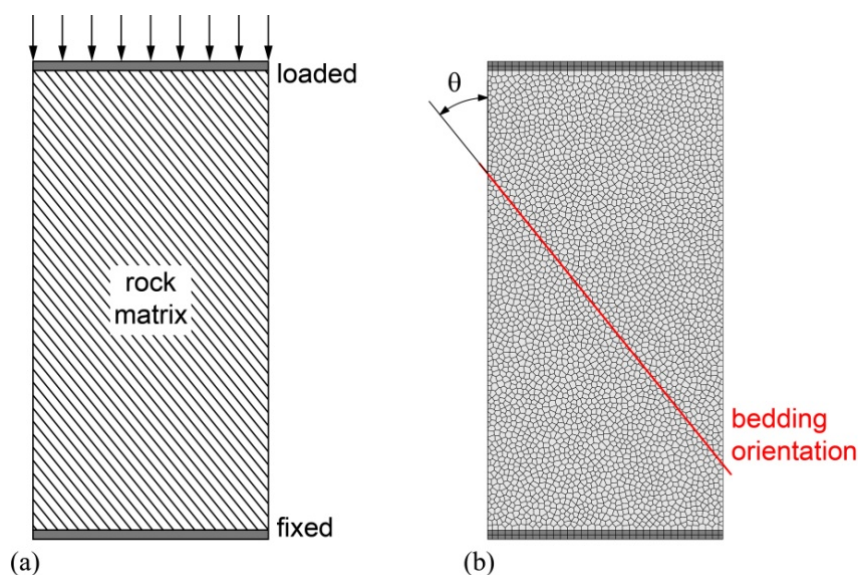 loaded
θ
rock
matrix
bedding
orientation
fixed
(a)
(b)